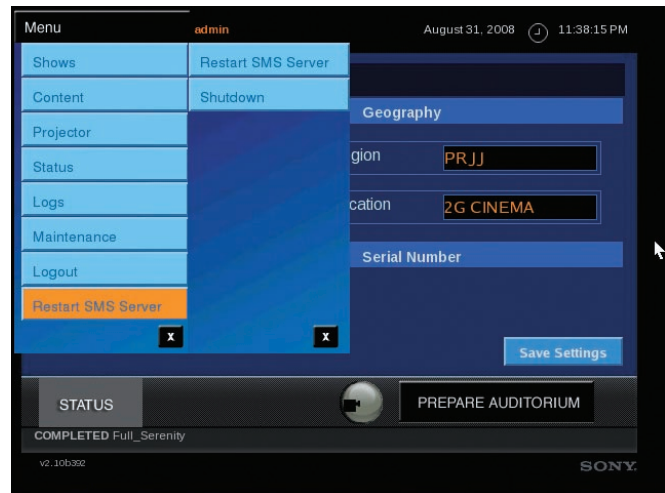 Menu
admin
August 31, 2008
11:38:15 PM
Shows
Content
Projector
Status
Logs
Maintenance
Logout
Restart SMS Server
x
Restart SMS Server
Shutdown
x
Geography
gion
PRJJ
cation
2G CINEMA
Serial Number
Save Settings
STATUS
PREPARE AUDITORIUM
COMPLETED Full_Serenity
v2.10b392
SONY